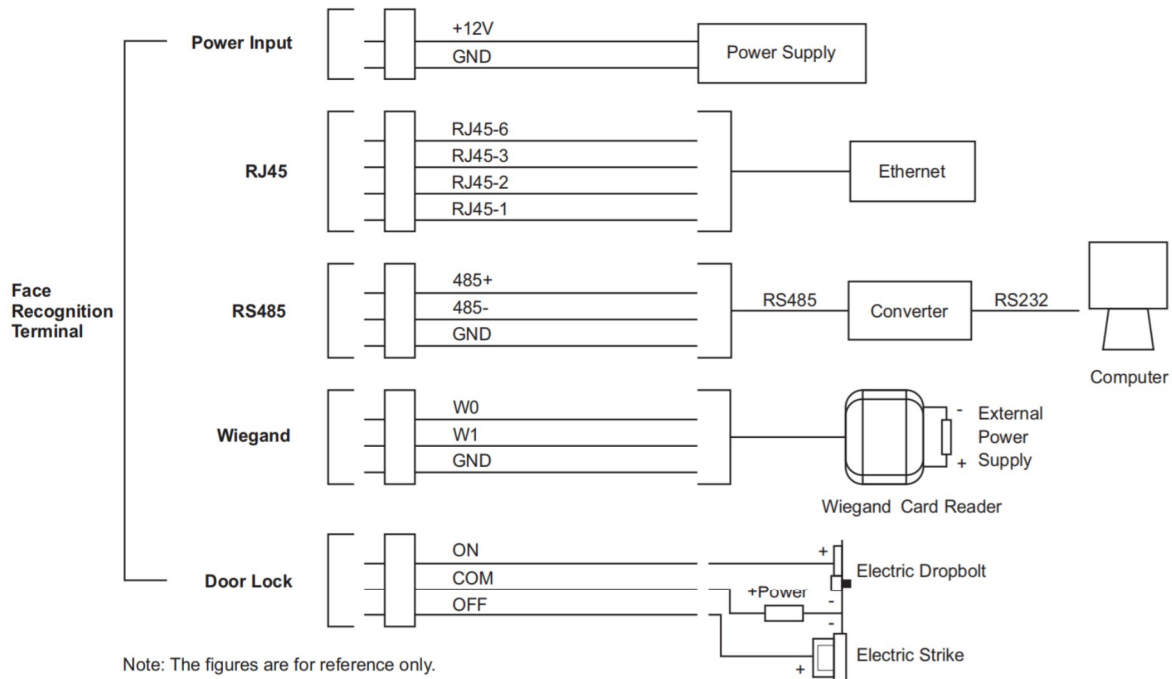 +12V
Power Input
GND
Power Supply
RJ45-6
RJ45-3
RJ45
RJ45-2
RJ45-1
Ethernet
Face
Recognition
Terminal
485+
RS485
485-
GND
RS485
Converter
RS232
Computer
W0
Wiegand
W1
GND
-
External
Power
+ Supply
Wiegand Card Reader
ON
Door Lock
COM
OFF
+
Electric Dropbolt
+Power
-
-
+
Electric Strike
Note: The figures are for reference only.